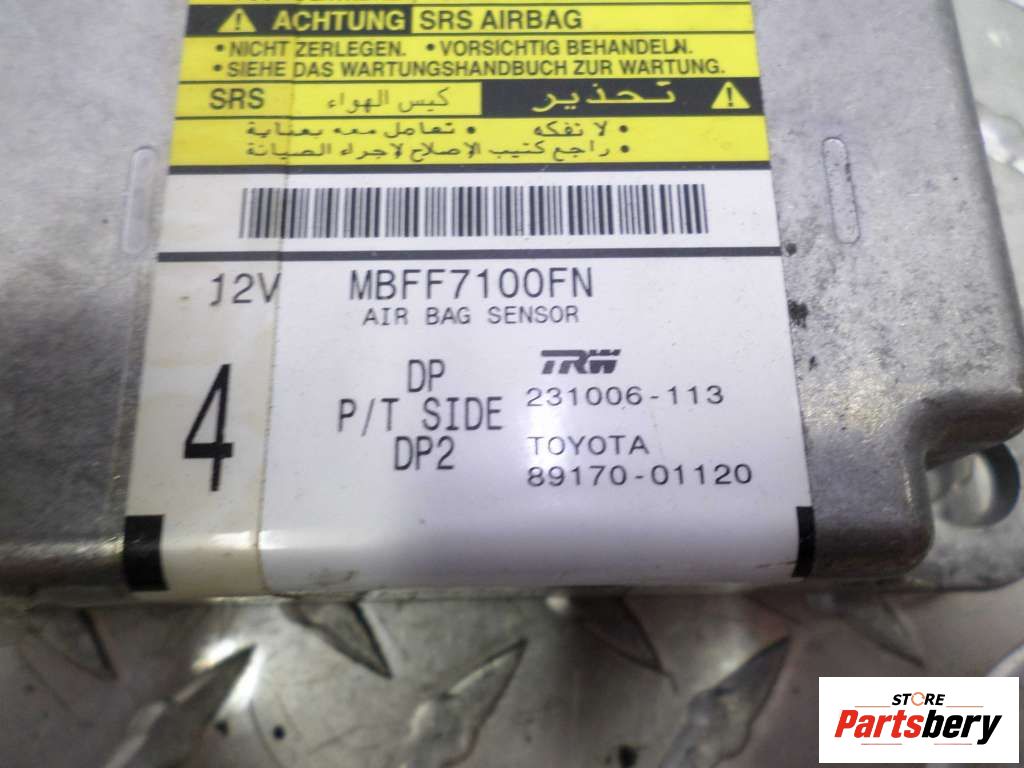 ACHTUNG SRS AIRBAG
• NICHT ZERLEGEN. • VORSICHTIG BEHANDELN.
• SIEHE DAS WARTUNGSHANDBUCH ZUR WARTUNG.
تحذير كيس الهواء SRS
• لا تفكه • تعامل معه بعناية
• راجع كتيب الاصلاح لاجراء الصيانة
12V MBFF7100FN
AIR BAG SENSOR
4
DP
P/T SIDE
DP2
TRW
231006-113
TOYOTA
89170-01120
STORE
Partsbery